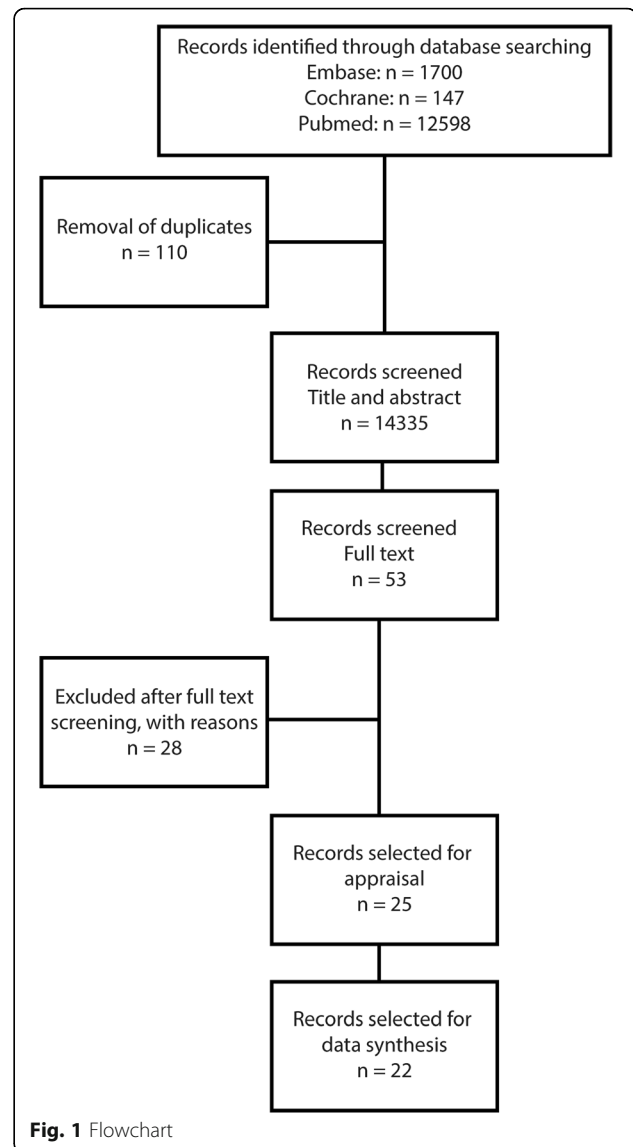 Records identified through database searching
Embase: n = 1700
Cochrane: n = 147
Pubmed: n = 12598
Removal of duplicates
n = 110
Records screened
Title and abstract
n = 14335
Records screened
Full text
n = 53
Excluded after full text
screening, with reasons
n = 28
Records selected for
appraisal
n = 25
Records selected for
data synthesis
n = 22
Fig. 1 Flowchart